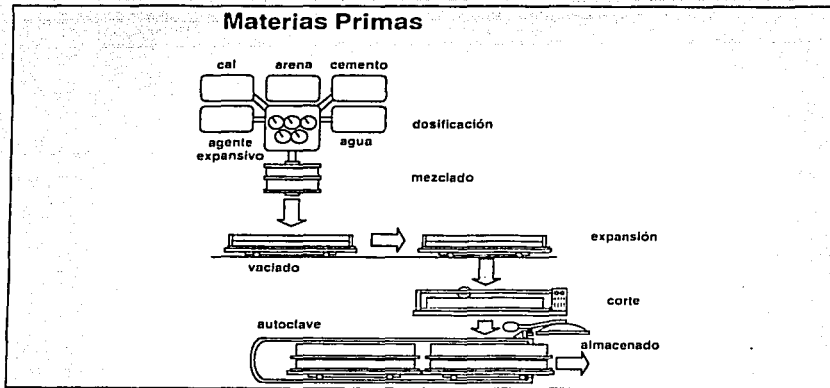 Materias Primas
cal arena cemento
agente expansivo
agua
dosificación
mezclado
vaciado
expansión
corte
autoclave
almacenado